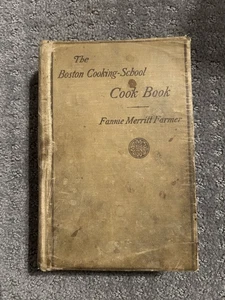 The
Boston Cooking-School
Cook Book
Fannie Merritt Farmer